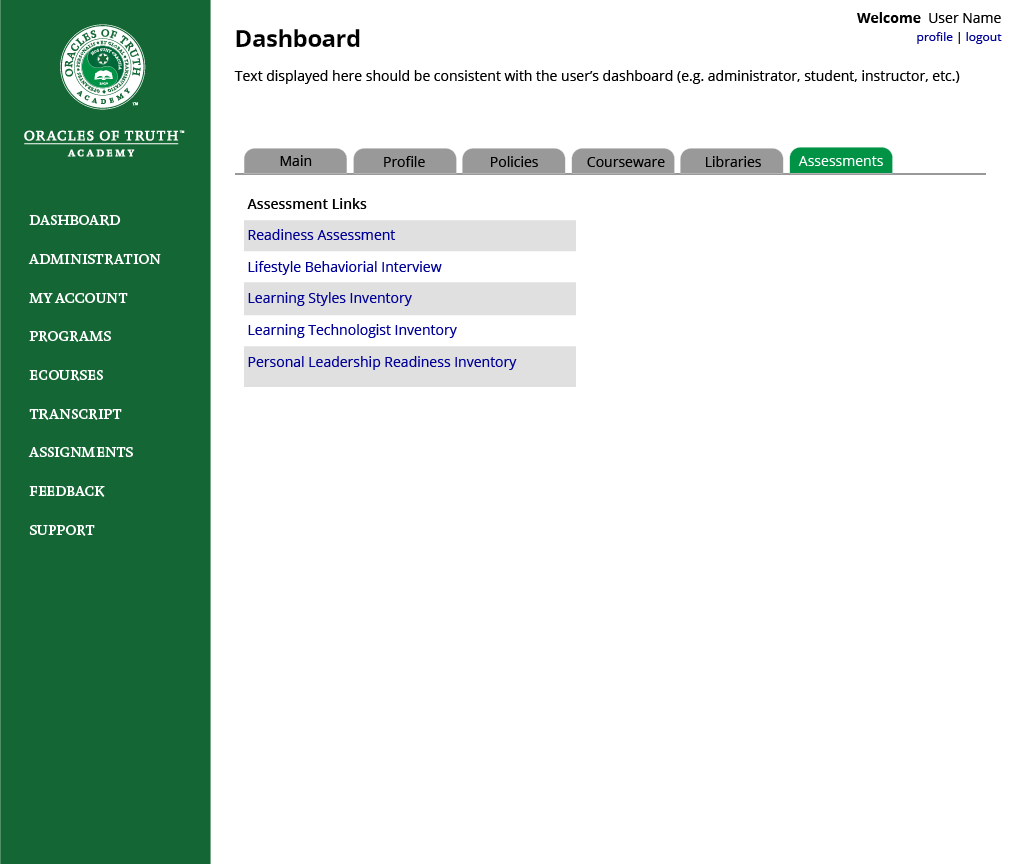 Welcome User Name
profile | logout
Dashboard
Text displayed here should be consistent with the user's dashboard (e.g. administrator, student, instructor, etc.)
ORACLES OF TRUTH
ACADEMY
™
ORACLES OF TRUTH™
ACADEMY
DASHBOARD
ADMINISTRATION
MY ACCOUNT
PROGRAMS
ECOURSES
TRANSCRIPT
ASSIGNMENTS
FEEDBACK
SUPPORT
Main Profile Policies Courseware Libraries Assessments
Assessment Links
Readiness Assessment
Lifestyle Behaviorial Interview
Learning Styles Inventory
Learning Technologist Inventory
Personal Leadership Readiness Inventory